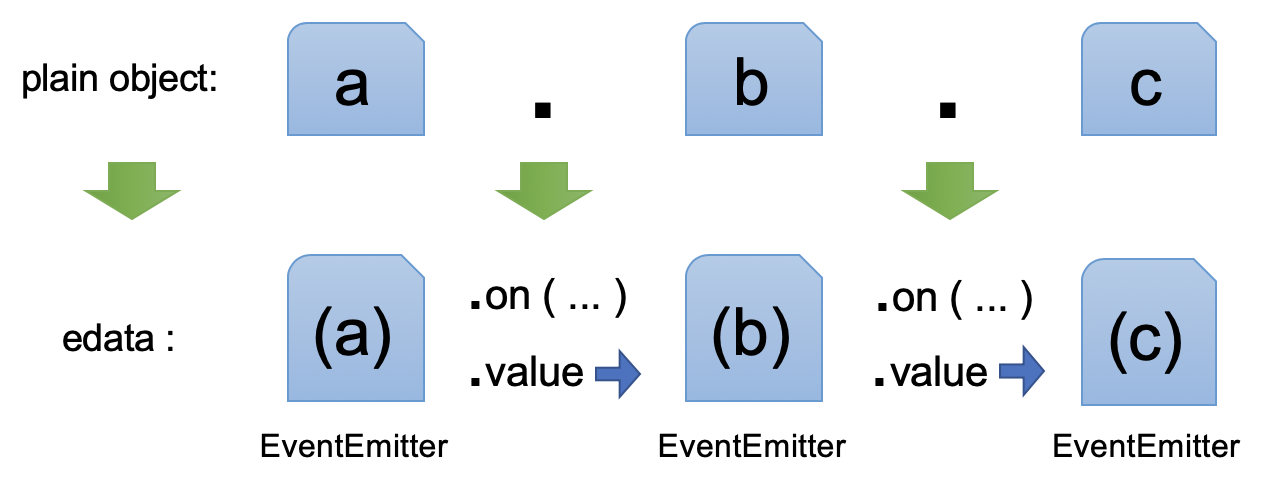 plain object: a . b . c
.on ( ... ) .on ( ... )
edata : (a) (b) (c)
.value .value
EventEmitter EventEmitter EventEmitter